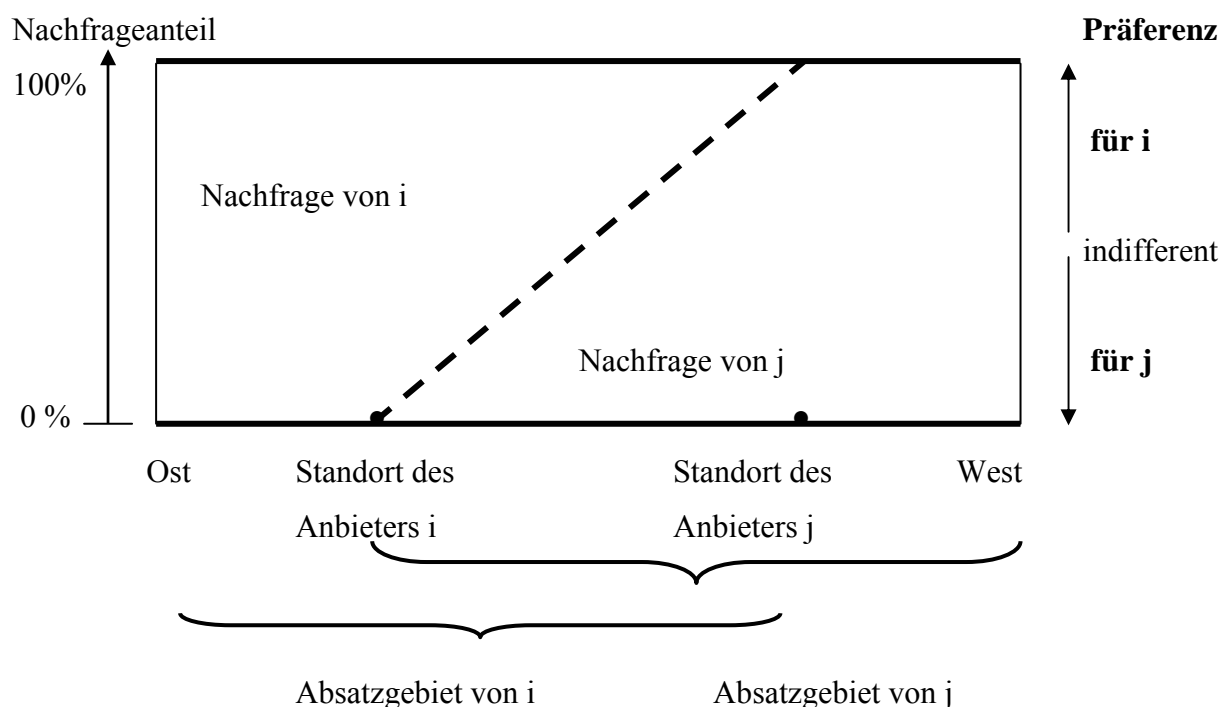 Nachfrageanteil
Präferenz
100%
für i
Nachfrage von i
indifferent
Nachfrage von j
für j
0 %
Ost
Standort des
Anbieters i
Standort des
Anbieters j
West
Absatzgebiet von i
Absatzgebiet von j